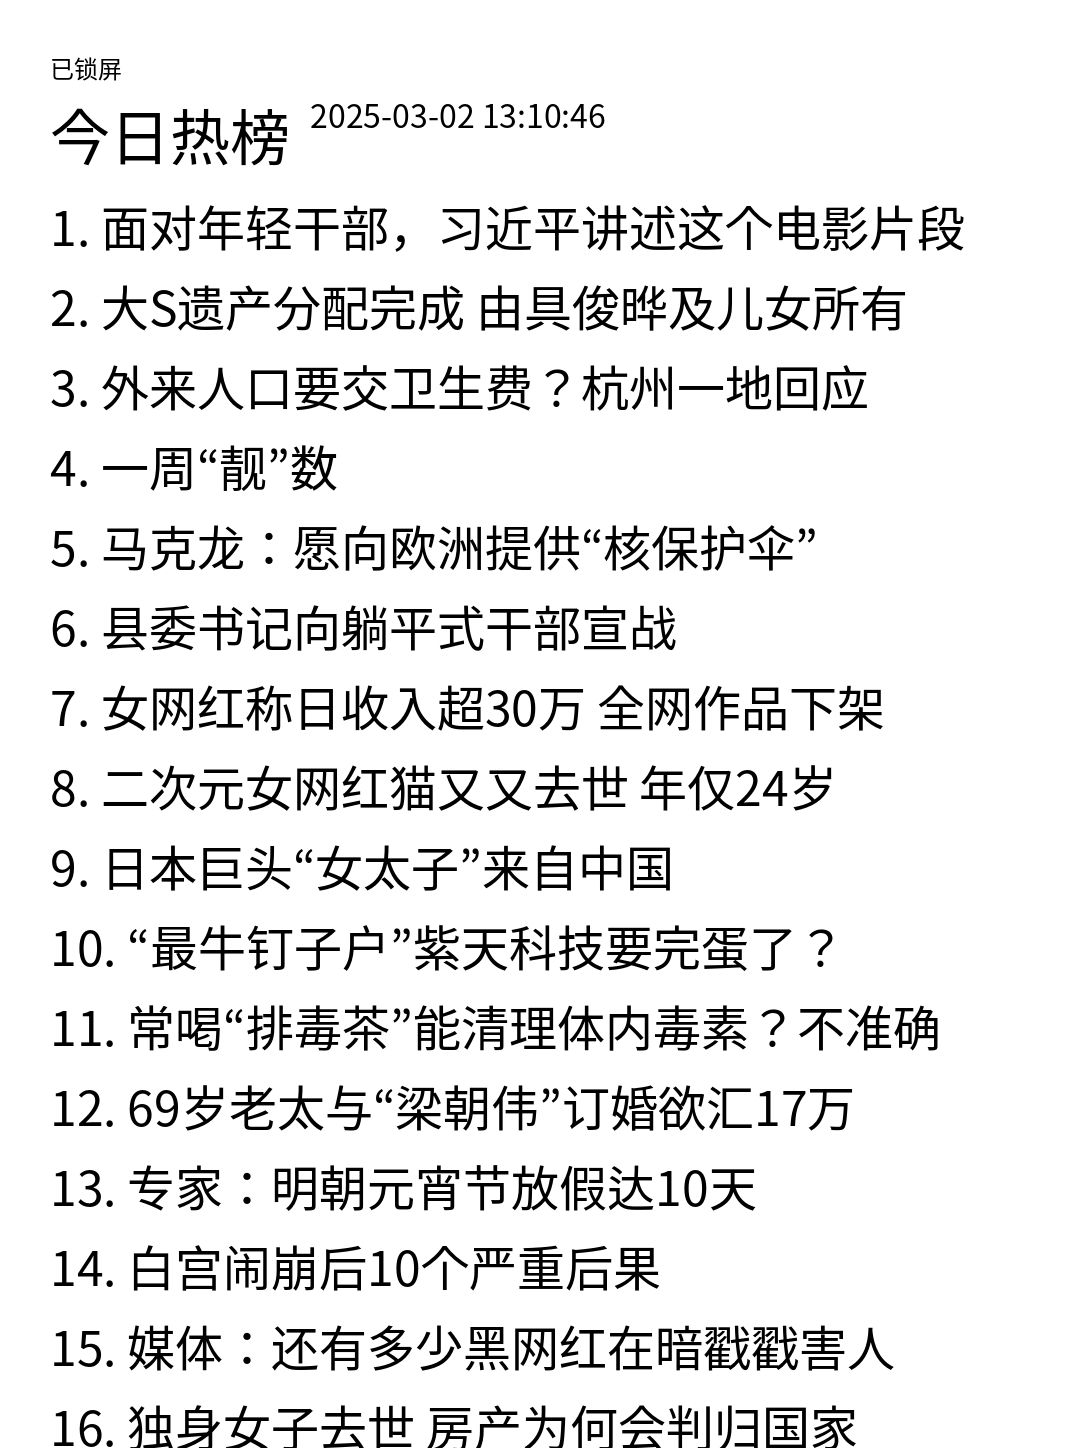 已锁屏
今日热榜 2025-03-02 13:10:46
1. 面对年轻干部，习近平讲述这个电影片段
2. 大S遗产分配完成 由具俊晔及儿女所有
3. 外来人口要交卫生费？杭州一地回应
4. 一周“靓”数
5. 马克龙：愿向欧洲提供“核保护伞”
6. 县委书记向躺平式干部宣战
7. 女网红称日收入超30万 全网作品下架
8. 二次元女网红猫又又去世 年仅24岁
9. 日本巨头“女太子”来自中国
10. “最牛钉子户”紫天科技要完蛋了？
11. 常喝“排毒茶”能清理体内毒素？不准确
12. 69岁老太与“梁朝伟”订婚欲汇17万
13. 专家：明朝元宵节放假达10天
14. 白宫闹崩后10个严重后果
15. 媒体：还有多少黑网红在暗戳戳害人
16. 独身女子去世 房产为何会判归国家